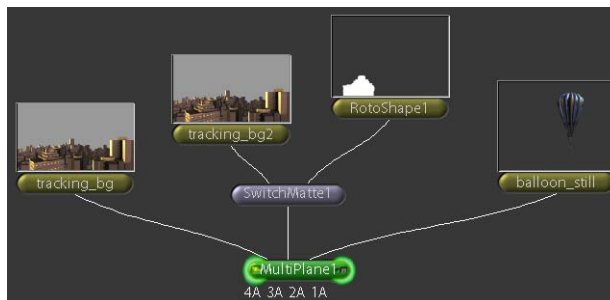 tracking_bg2
RotoShape1
tracking_bg
SwitchMatte1
balloon_still
MultiPlane1
4A 3A 2A 1A